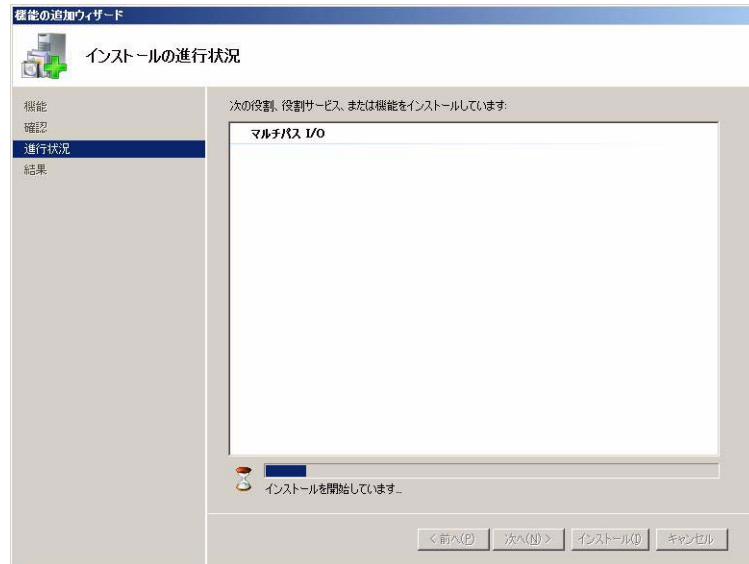 機能の追加ウィザード
インストールの進行状況
機能
確認
進行状況
結果
次の役割、役割サービス、または機能をインストールしています:
マルチパス I/O
インストールを開始しています...
< 前へ(P)
次へ(N) >
インストール(I)
キャンセル